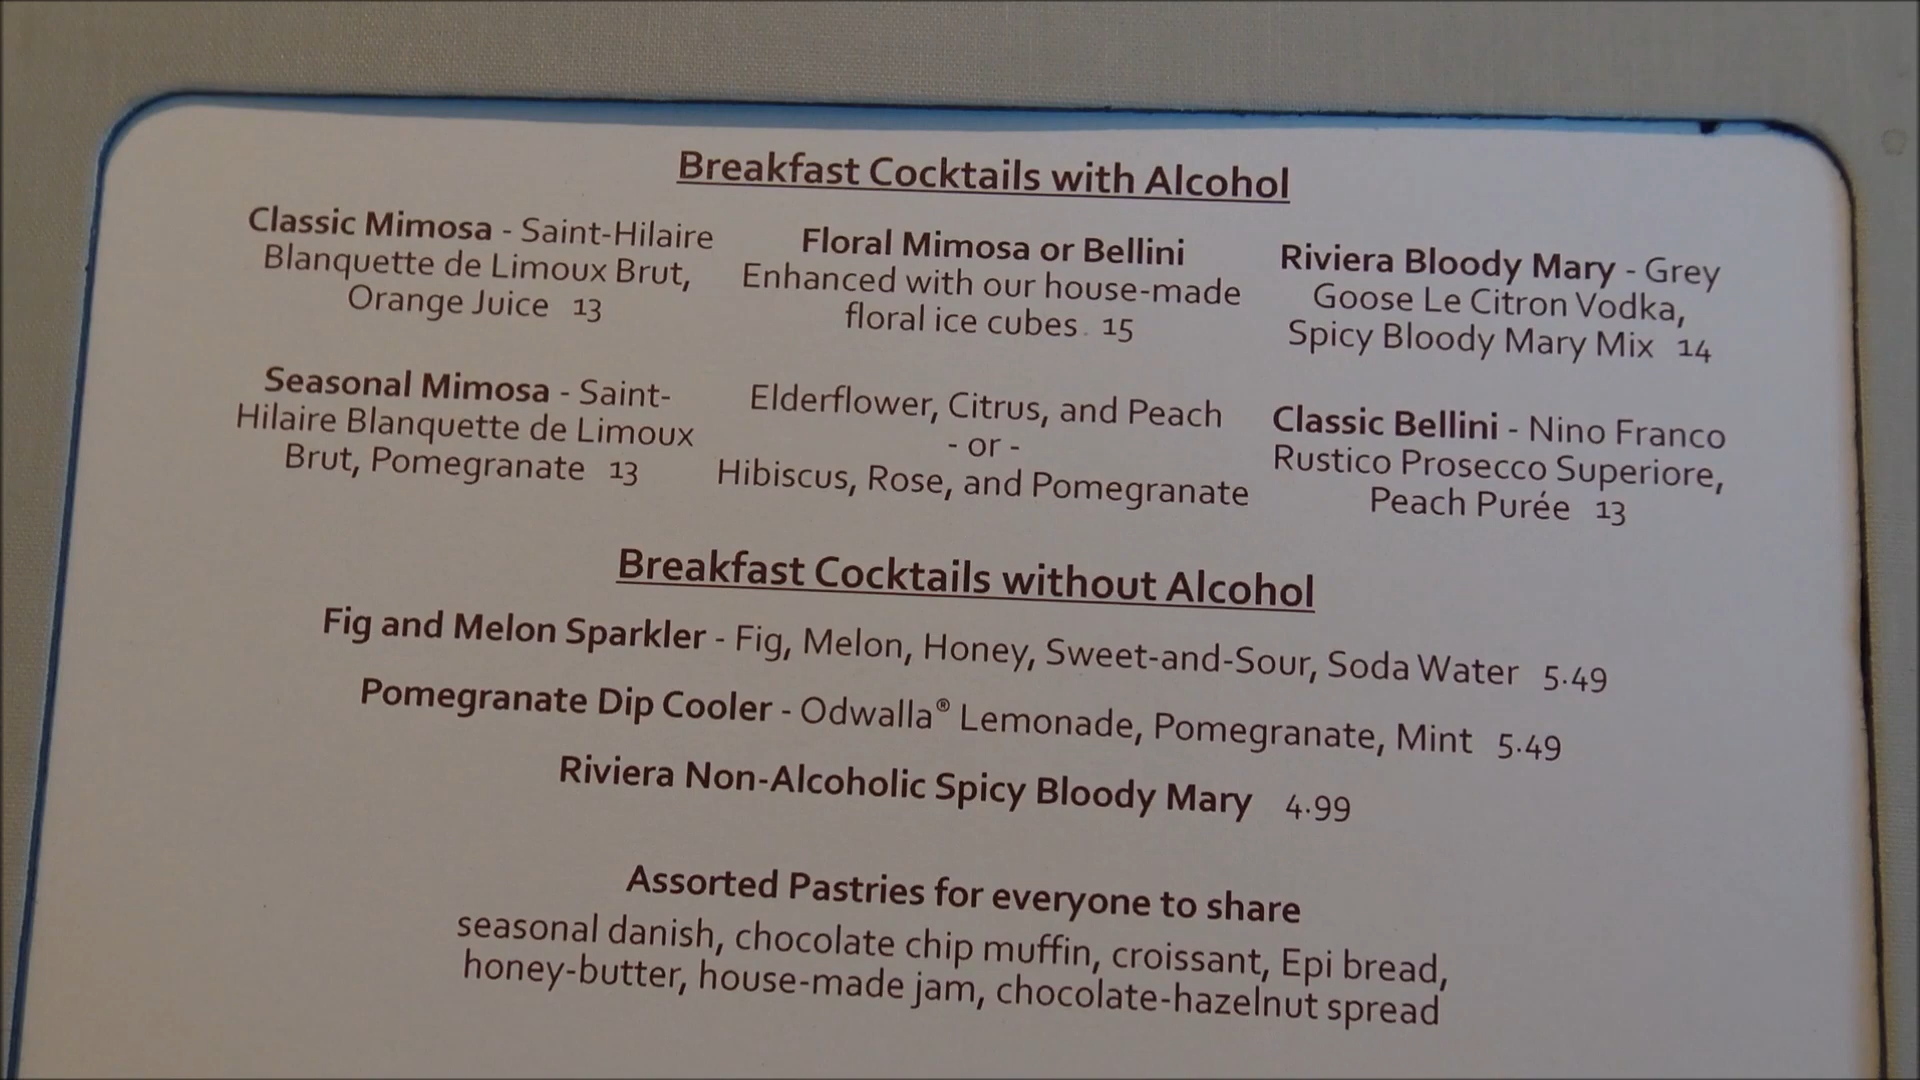 Breakfast Cocktails with Alcohol
Classic Mimosa - Saint-Hilaire
Blanquette de Limoux Brut,
Orange Juice 13
Seasonal Mimosa - Saint-
Hilaire Blanquette de Limoux
Brut, Pomegranate 13
Floral Mimosa or Bellini
Enhanced with our house-made
floral ice cubes. 15
Elderflower, Citrus, and Peach
- or -
Hibiscus, Rose, and Pomegranate
Riviera Bloody Mary - Grey
Goose Le Citron Vodka,
Spicy Bloody Mary Mix 14
Classic Bellini - Nino Franco
Rustico Prosecco Superiore,
Peach Purée 13
Breakfast Cocktails without Alcohol
Fig and Melon Sparkler - Fig, Melon, Honey, Sweet-and-Sour, Soda Water 5.49
Pomegranate Dip Cooler - Odwalla® Lemonade, Pomegranate, Mint 5.49
Riviera Non-Alcoholic Spicy Bloody Mary 4.99
Assorted Pastries for everyone to share
seasonal danish, chocolate chip muffin, croissant, Epi bread,
honey-butter, house-made jam, chocolate-hazelnut spread